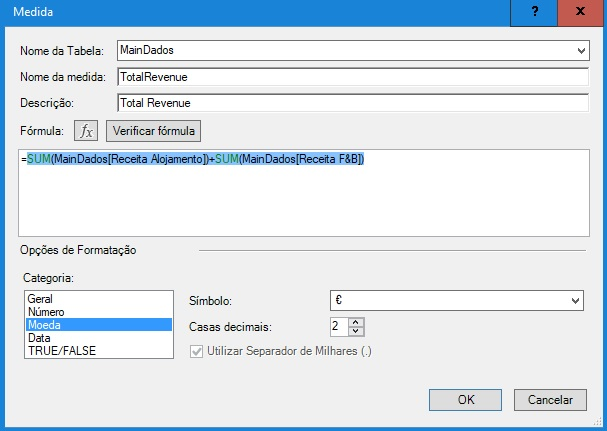 Medida
?
x
Nome da Tabela:
MainDados
Nome da medida:
TotalRevenue
Descrição:
Total Revenue
Fórmula:
fx
Verificar fórmula
=SUM(MainDados[Receita Alojamento])+SUM(MainDados[Receita F&B])
Opções de Formatação
Categoria:
Geral
Número
Moeda
Data
TRUE/FALSE
Símbolo:
€
Casas decimais:
2
Utilizar Separador de Milhares (.)
OK
Cancelar